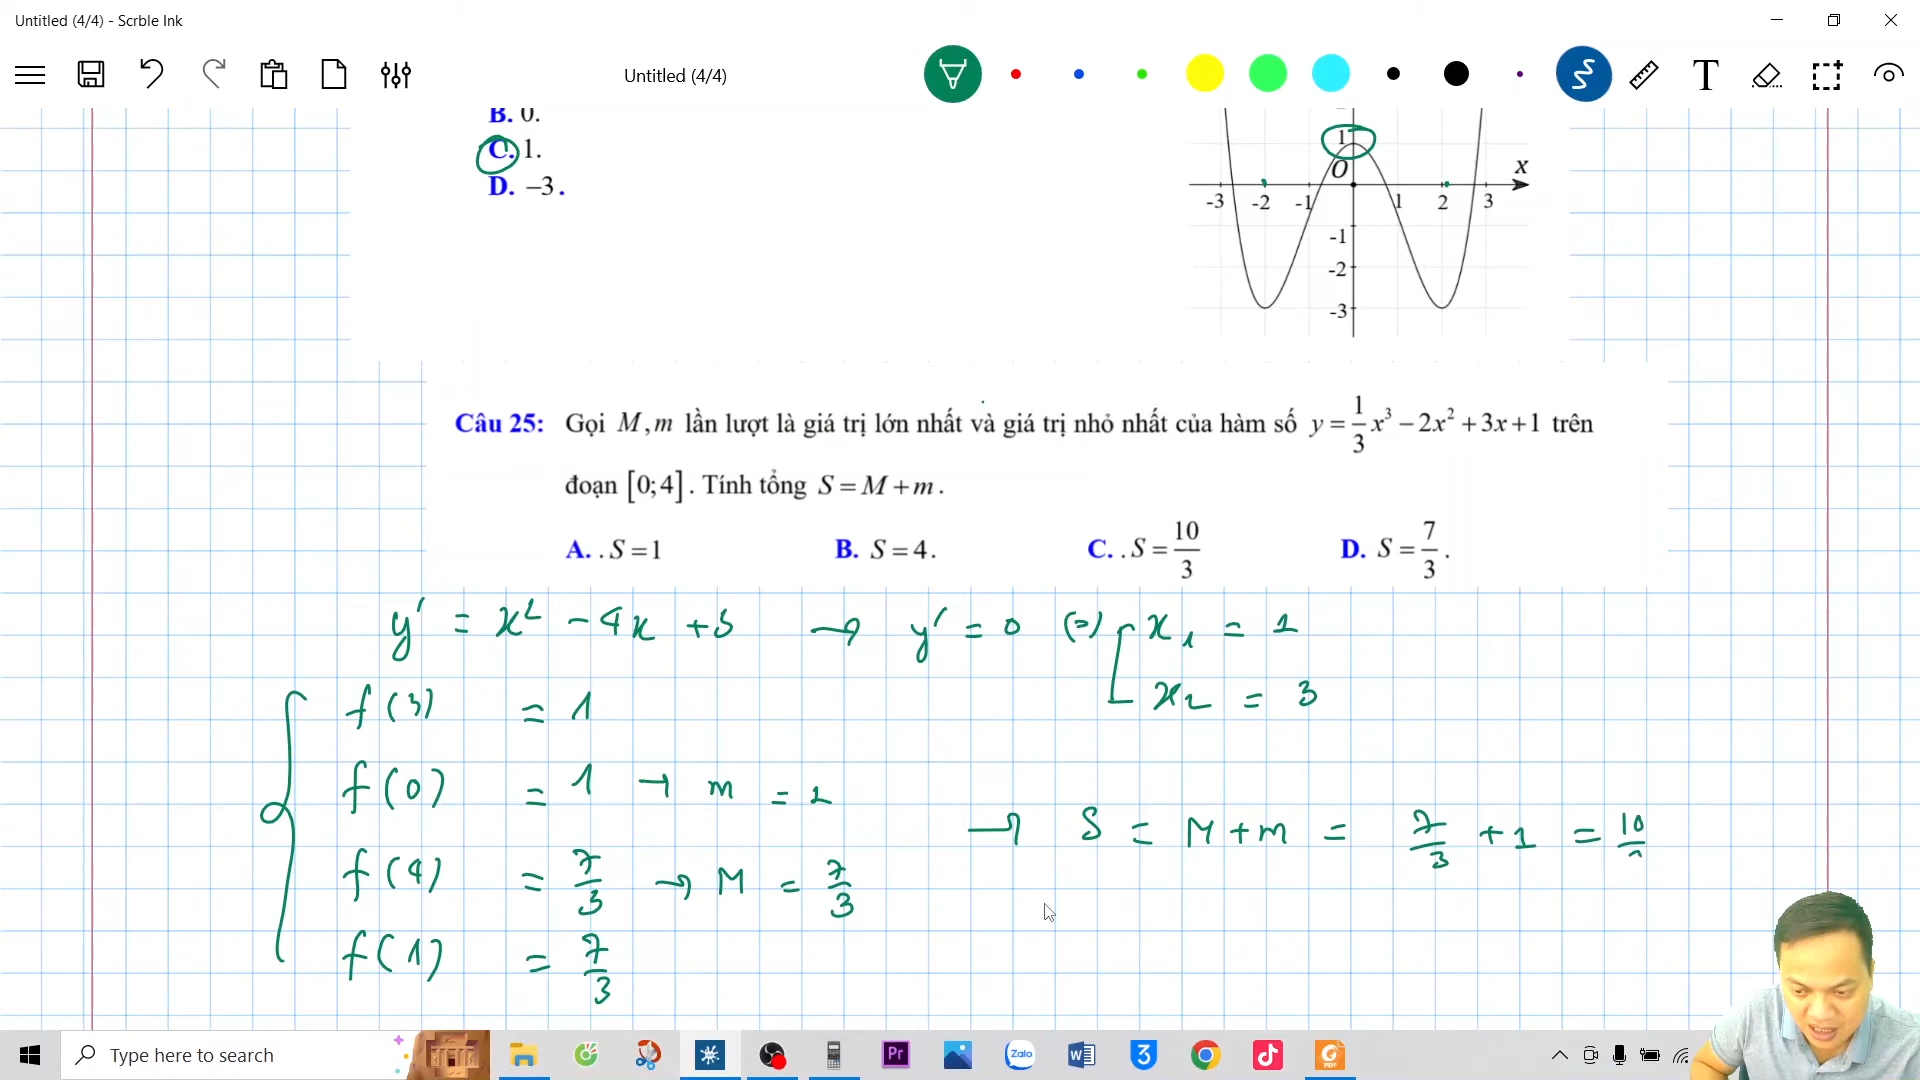 Untitled (4/4) - Scrble Ink
Untitled (4/4)
T
B. 0.
C. 1.
D. –3.
1
O
x
-3 -2 -1 1 2 3
-1
-2
-3
Câu 25: Gọi M, m lần lượt là giá trị lớn nhất và giá trị nhỏ nhất của hàm số y = 1/3 x³ − 2x² + 3x + 1 trên
đoạn [0; 4]. Tính tổng S = M + m.
A. . S = 1 B. S = 4. C. . S = 10/3 D. S = 7/3.
y' = x² − 4x + 3 → y' = 0 (=) [ x₁ = 1
x₂ = 3
f(3) = 1
f(0) = 1 → m = 1
→ S = M + m = 7/3 + 1 = 10/
f(4) = 7/3 → M = 7/3
f(1) = 7/3
Type here to search
Pr
Zalo
W
3